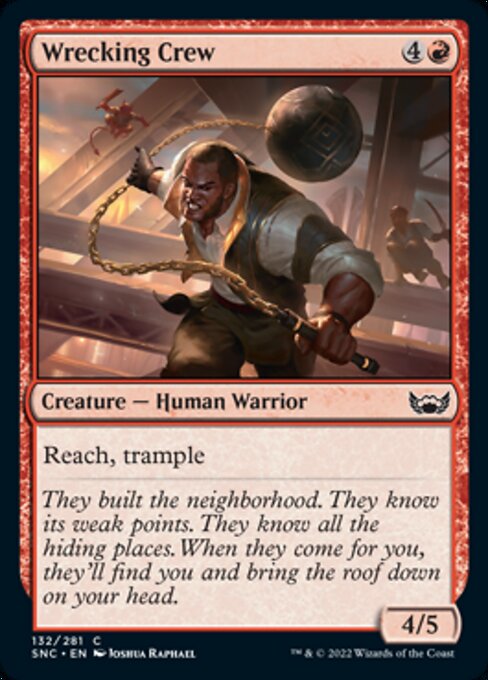 Wrecking Crew 4
Creature — Human Warrior
Reach, trample
They built the neighborhood. They know
its weak points. They know all the
hiding places. When they come for you,
they'll find you and bring the roof down
on your head.
4/5
132/281 C
SNC • EN Joshua Raphael
™ & © 2022 Wizards of the Coast